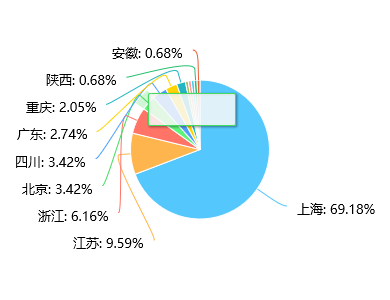 安徽: 0.68%
陕西: 0.68%
重庆: 2.05%
广东: 2.74%
四川: 3.42%
北京: 3.42%
浙江: 6.16%
江苏: 9.59%
上海: 69.18%